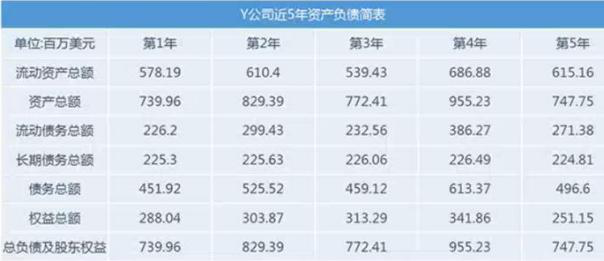 Y公司近5年资产负债简表
单位:百万美元 第1年 第2年 第3年 第4年 第5年
流动资产总额 578.19 610.4 539.43 686.88 615.16
资产总额 739.96 829.39 772.41 955.23 747.75
流动债务总额 226.2 299.43 232.56 386.27 271.38
长期债务总额 225.3 225.63 226.06 226.49 224.81
债务总额 451.92 525.52 459.12 613.37 496.6
权益总额 288.04 303.87 313.29 341.86 251.15
总负债及股东权益 739.96 829.39 772.41 955.23 747.75